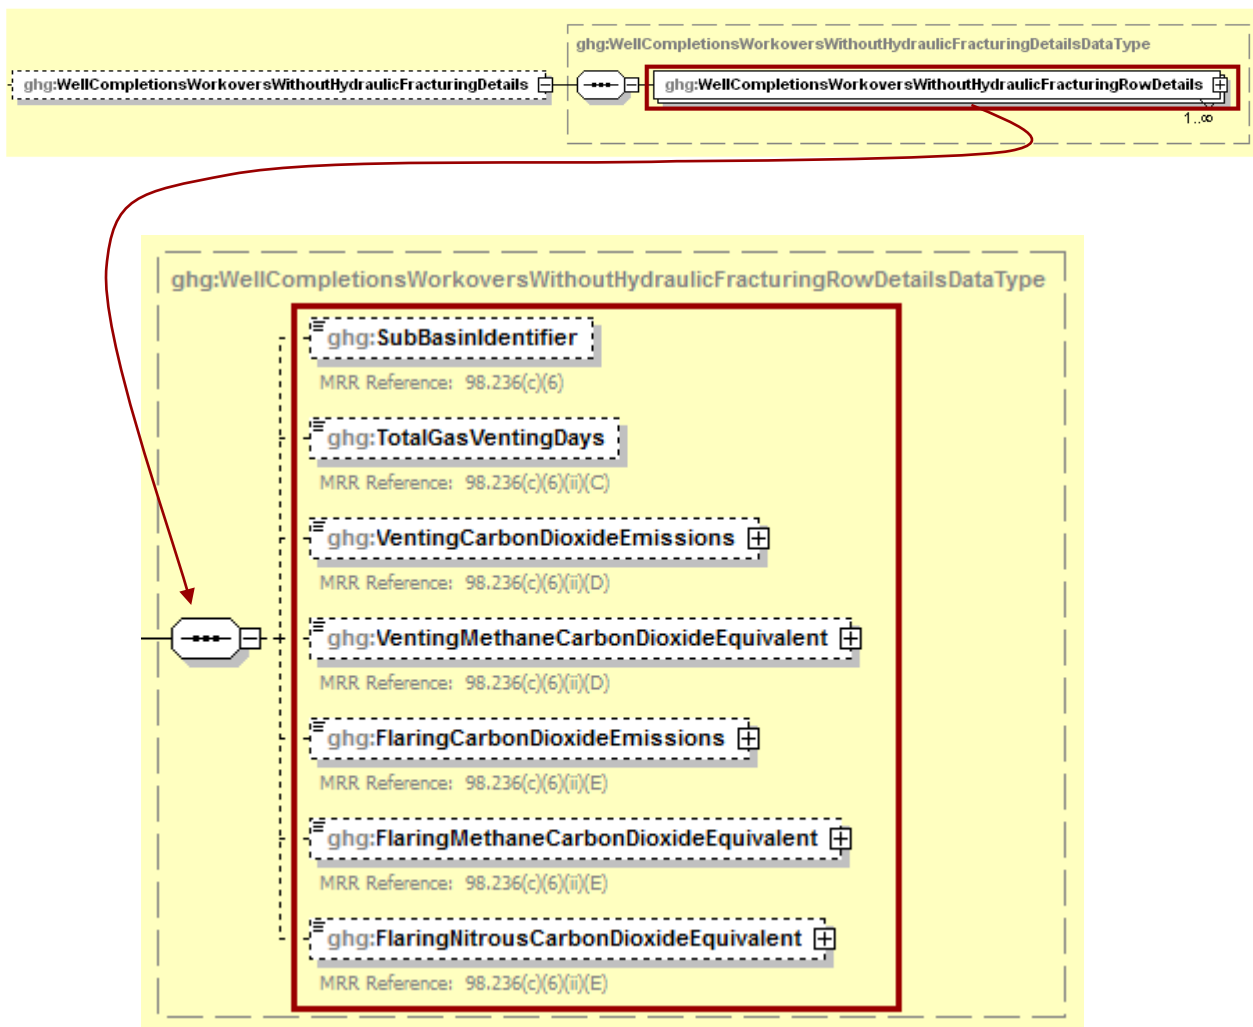 ghg:WellCompletionsWorkoversWithoutHydraulicFracturingDetailsDataType
ghg:WellCompletionsWorkoversWithoutHydraulicFracturingDetails
ghg:WellCompletionsWorkoversWithoutHydraulicFracturingRowDetails
1..∞
ghg:WellCompletionsWorkoversWithoutHydraulicFracturingRowDetailsDataType
ghg:SubBasinIdentifier
MRR Reference: 98.236(c)(6)
ghg:TotalGasVentingDays
MRR Reference: 98.236(c)(6)(ii)(C)
ghg:VentingCarbonDioxideEmissions
MRR Reference: 98.236(c)(6)(ii)(D)
ghg:VentingMethaneCarbonDioxideEquivalent
MRR Reference: 98.236(c)(6)(ii)(D)
ghg:FlaringCarbonDioxideEmissions
MRR Reference: 98.236(c)(6)(ii)(E)
ghg:FlaringMethaneCarbonDioxideEquivalent
MRR Reference: 98.236(c)(6)(ii)(E)
ghg:FlaringNitrousCarbonDioxideEquivalent
MRR Reference: 98.236(c)(6)(ii)(E)